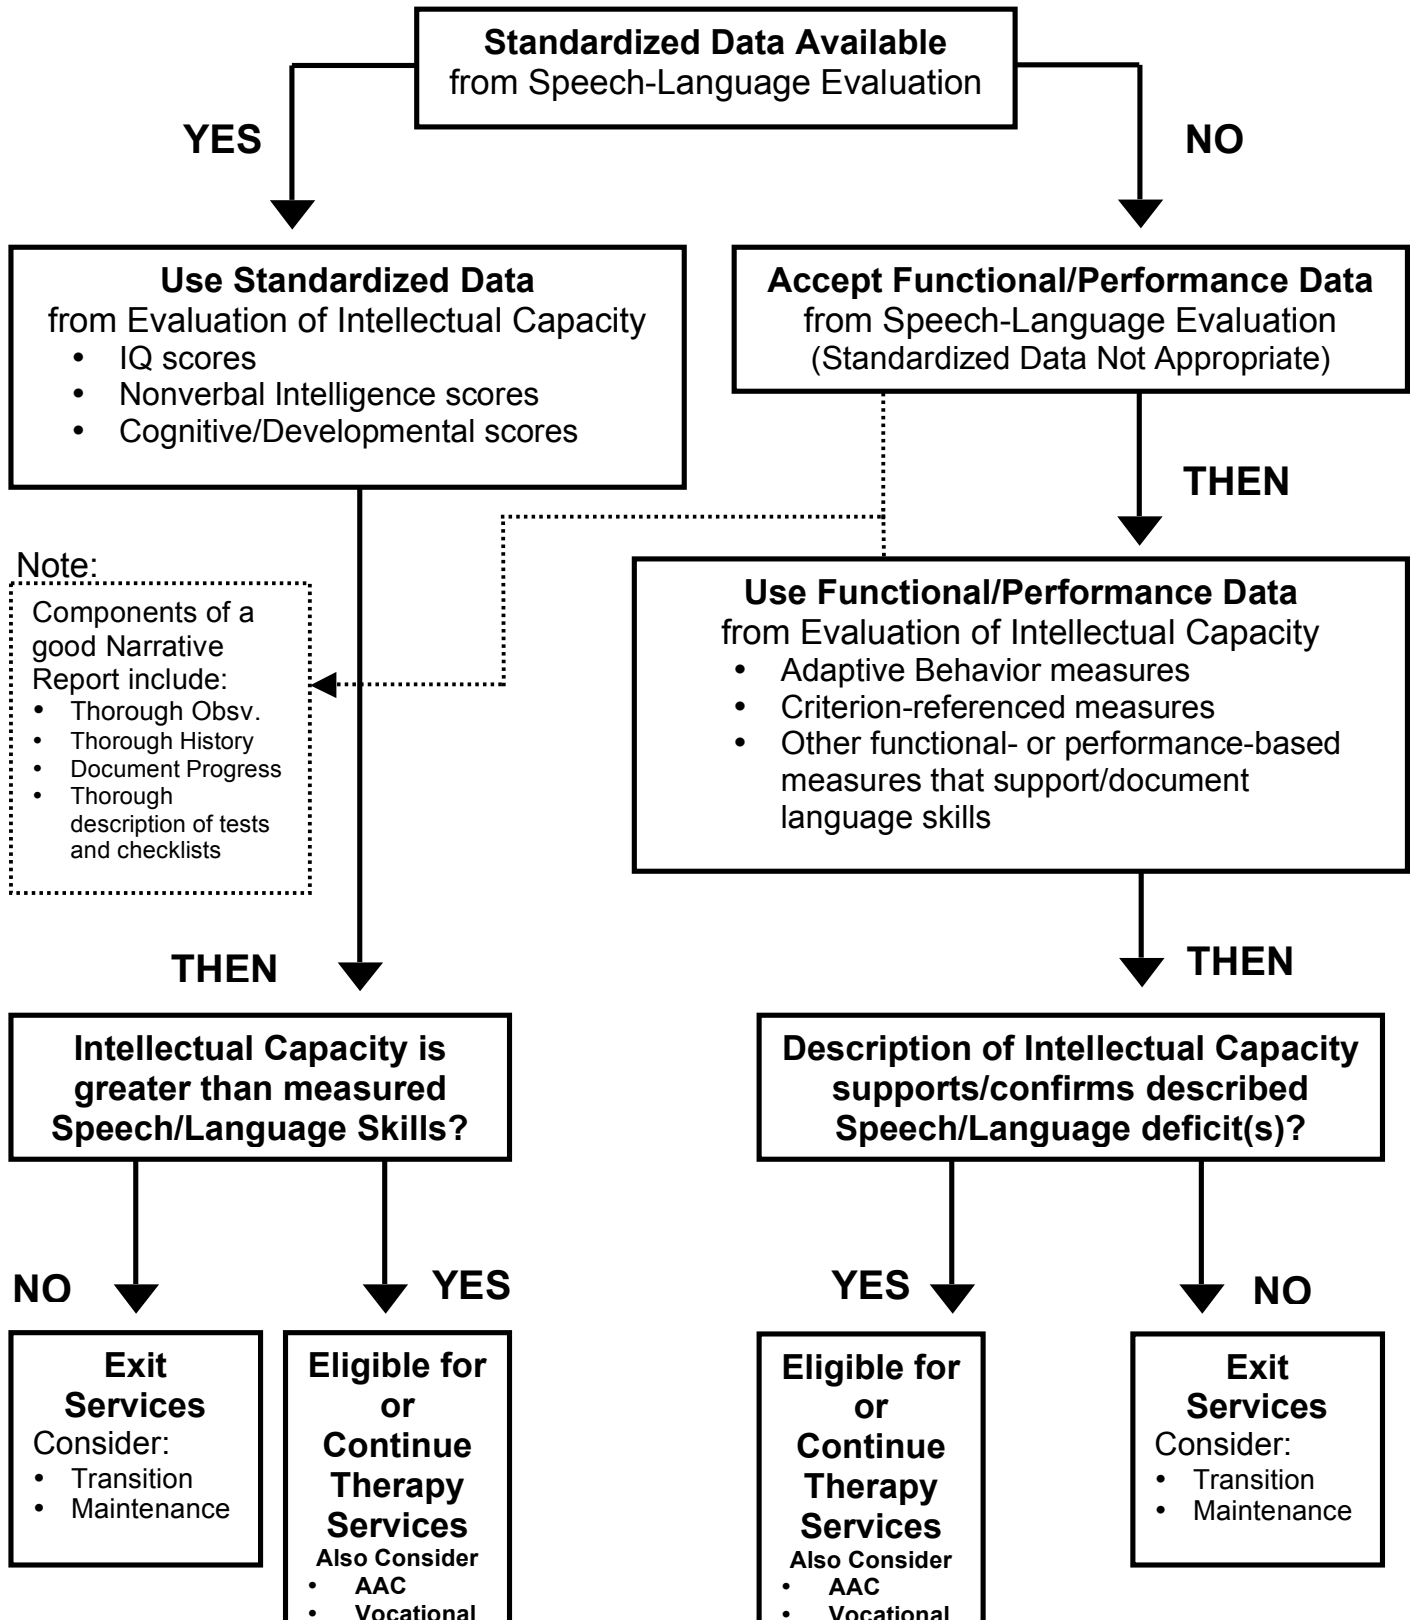 Standardized Data Available
from Speech-Language Evaluation
YES
NO
Use Standardized Data
from Evaluation of Intellectual Capacity
• IQ scores
• Nonverbal Intelligence scores
• Cognitive/Developmental scores
Accept Functional/Performance Data
from Speech-Language Evaluation
(Standardized Data Not Appropriate)
THEN
Note:
Components of a
good Narrative
Report include:
• Thorough Obsv.
• Thorough History
• Document Progress
• Thorough
description of tests
and checklists
Use Functional/Performance Data
from Evaluation of Intellectual Capacity
• Adaptive Behavior measures
• Criterion-referenced measures
• Other functional- or performance-based
measures that support/document
language skills
THEN
THEN
Intellectual Capacity is
greater than measured
Speech/Language Skills?
Description of Intellectual Capacity
supports/confirms described
Speech/Language deficit(s)?
NO
YES
YES
NO
Exit
Services
Consider:
• Transition
• Maintenance
Eligible for
or
Continue
Therapy
Services
Also Consider
• AAC
• Vocational
Eligible for
or
Continue
Therapy
Services
Also Consider
• AAC
• Vocational
Exit
Services
Consider:
• Transition
• Maintenance